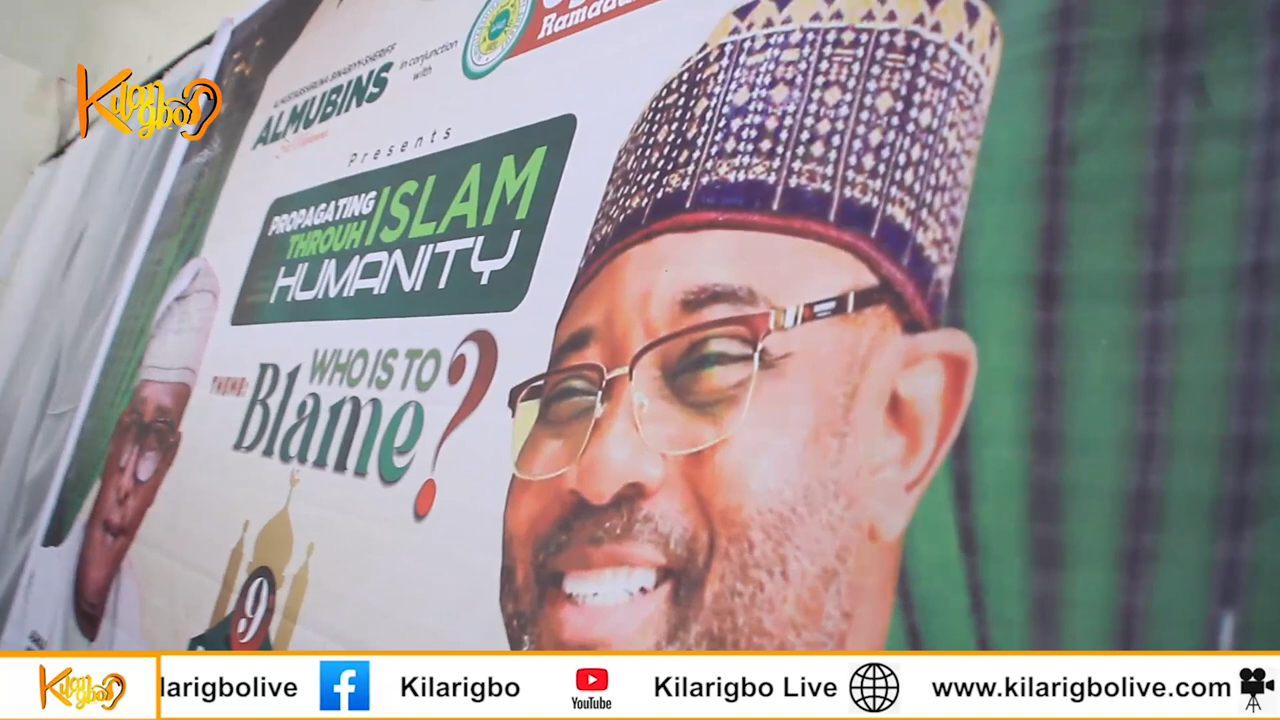 Kilarigbo
Ramada
ALMUBINS
in conjunction
with
Presents
PROPAGATING
THROUH
ISLAM
HUMANITY
THEME:
WHO IS TO
Blame?
9
Kilarigbo
larigbolive
Kilarigbo
YouTube
Kilarigbo Live
www.kilarigbolive.com